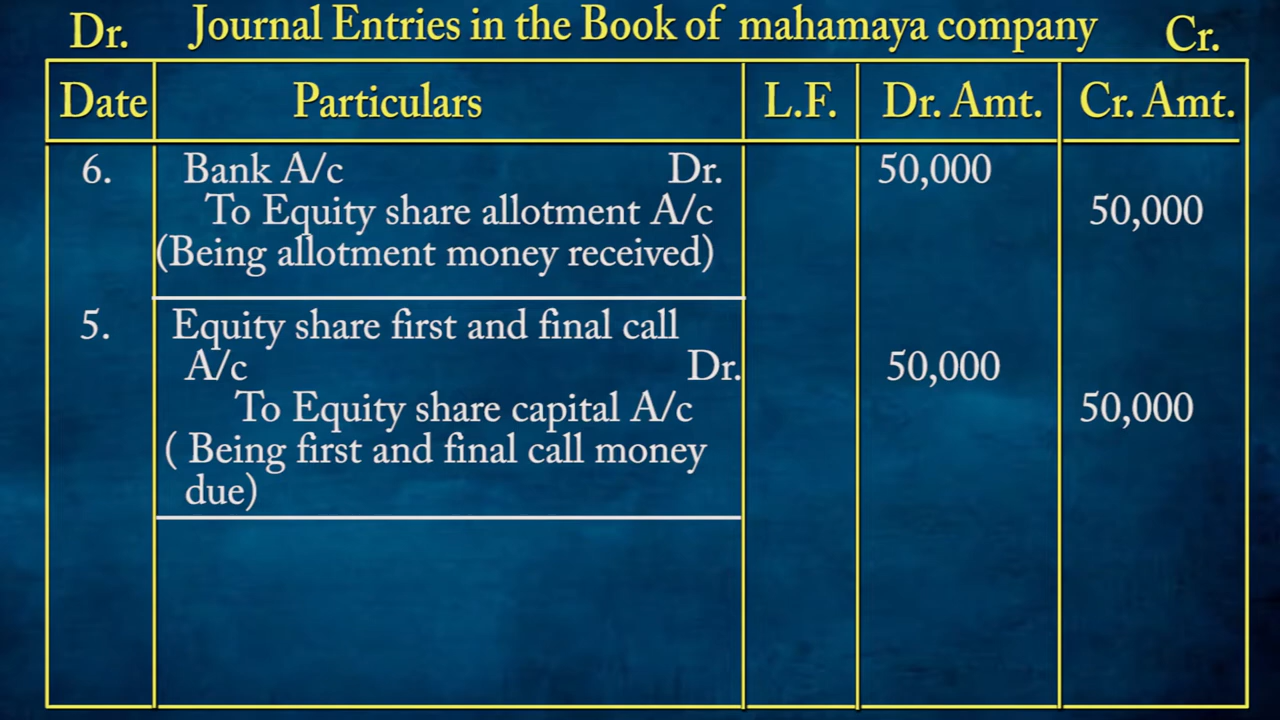 Dr. Journal Entries in the Book of mahamaya company Cr.
Date Particulars L.F. Dr. Amt. Cr. Amt.
6. Bank A/c Dr. 50,000
To Equity share allotment A/c 50,000
(Being allotment money received)
5. Equity share first and final call
A/c Dr. 50,000
To Equity share capital A/c 50,000
( Being first and final call money
due)